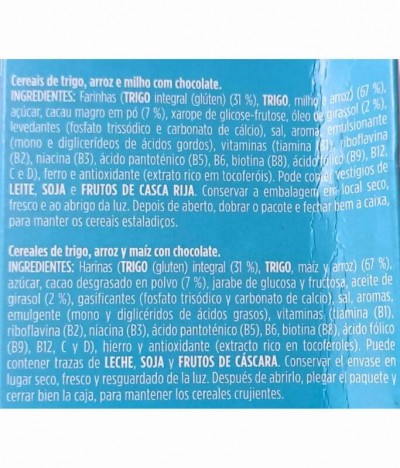 Cereais de trigo, arroz e milho com chocolate.
INGREDIENTES: Farinhas (TRIGO integral (glúten) (31 %), TRIGO, milho e arroz) (67 %),
açúcar, cacau magro em pó (7 %), xarope de glicose-frutose, óleo de girassol (2 %),
levedantes (fosfato trissódico e carbonato de cálcio), sal, aroma, emulsionante
(mono e diglicerídeos de ácidos gordos), vitaminas (tiamina (B1), riboflavina
(B2), niacina (B3), ácido pantoténico (B5), B6, biotina (B8), ácido fólico (B9), B12,
C e D), ferro e antioxidante (extrato rico em tocoferóis). Pode conter vestígios de
LEITE, SOJA e FRUTOS DE CASCA RIJA. Conservar a embalagem em local seco,
fresco e ao abrigo da luz. Depois de aberto, dobrar o pacote e fechar bem a caixa,
para manter os cereais estaladiços.
Cereales de trigo, arroz y maíz con chocolate.
INGREDIENTES: Harinas (TRIGO (gluten) integral (31 %), TRIGO, maíz y arroz) (67 %),
azúcar, cacao desgrasado en polvo (7 %), jarabe de glucosa y fructosa, aceite de
girasol (2 %), gasificantes (fosfato trisódico y carbonato de calcio), sal, aromas,
emulgente (mono y diglicéridos de ácidos grasos), vitaminas (tiamina (B1),
riboflavina (B2), niacina (B3), ácido pantoténico (B5), B6, biotina (B8), ácido fólico
(B9), B12, C y D), hierro y antioxidante (extracto rico en tocoferoles). Puede
contener trazas de LECHE, SOJA y FRUTOS DE CÁSCARA. Conservar el envase en
lugar seco, fresco y resguardado de la luz. Después de abrirlo, plegar el paquete y
cerrar bien la caja, para mantener los cereales crujientes.